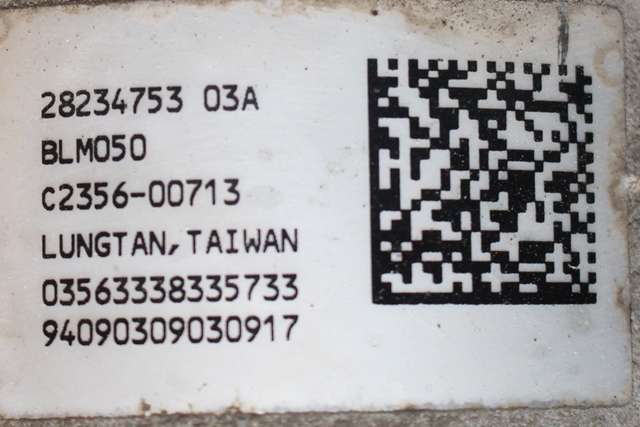 28234753 03A
BLM050
C2356-00713
LUNGTAN, TAIWAN
03563338335733
94090309030917